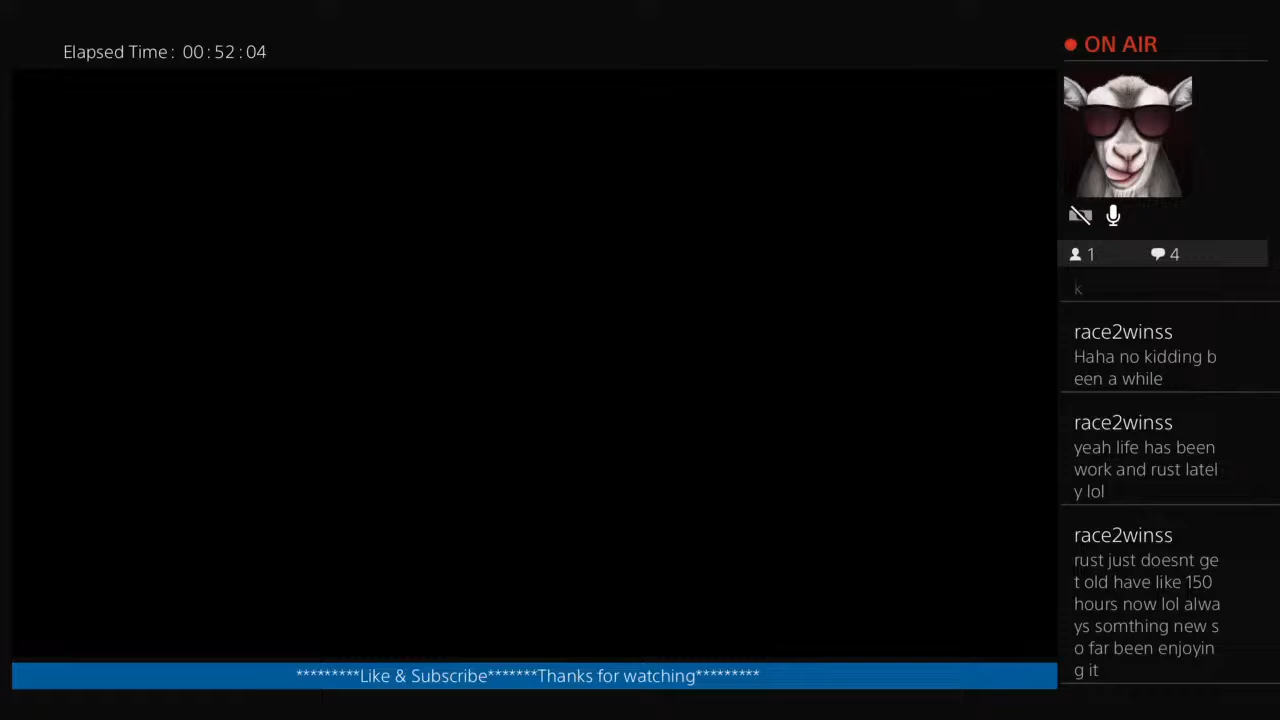 Elapsed Time: 00:52:04
ON AIR
1 4
k
race2winss
Haha no kidding b
een a while
race2winss
yeah life has been
work and rust latel
y lol
race2winss
rust just doesnt ge
t old have like 150
hours now lol alwa
ys somthing new s
o far been enjoyin
g it
*********Like & Subscribe*******Thanks for watching*********